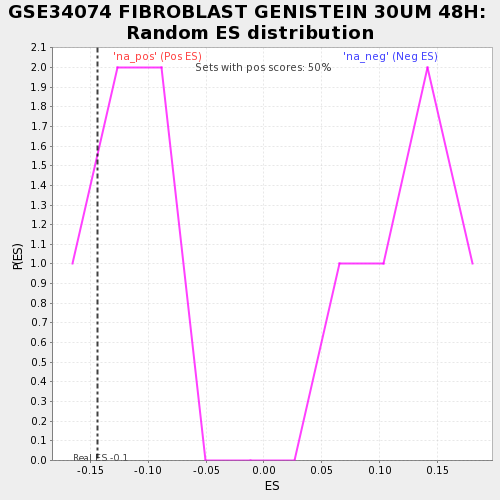 GSE34074 FIBROBLAST GENISTEIN 30UM 48H:
Random ES distribution
'na_pos' (Pos ES)
'na_neg' (Neg ES)
Sets with pos scores: 50%
2.1
2.0
1.9
1.8
1.7
1.6
1.5
1.4
1.3
1.2
1.1
1.0
0.9
0.8
0.7
0.6
0.5
0.4
0.3
0.2
0.1
0.0
P(ES)
Real ES -0.1
-0.15 -0.10 -0.05 0.00 0.05 0.10 0.15
ES